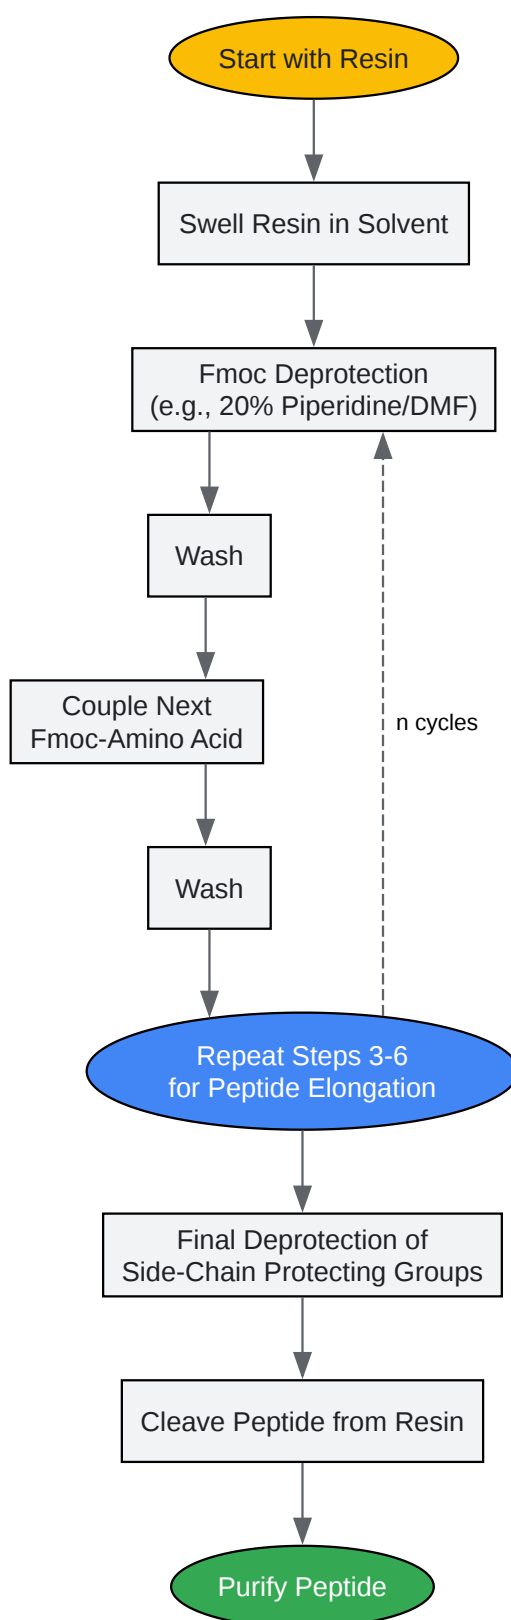 Start with Resin
Swell Resin in Solvent
Fmoc Deprotection
(e.g., 20% Piperidine/DMF)
Wash
Couple Next
Fmoc-Amino Acid
n cycles
Wash
Repeat Steps 3-6
for Peptide Elongation
Final Deprotection of
Side-Chain Protecting Groups
Cleave Peptide from Resin
Purify Peptide